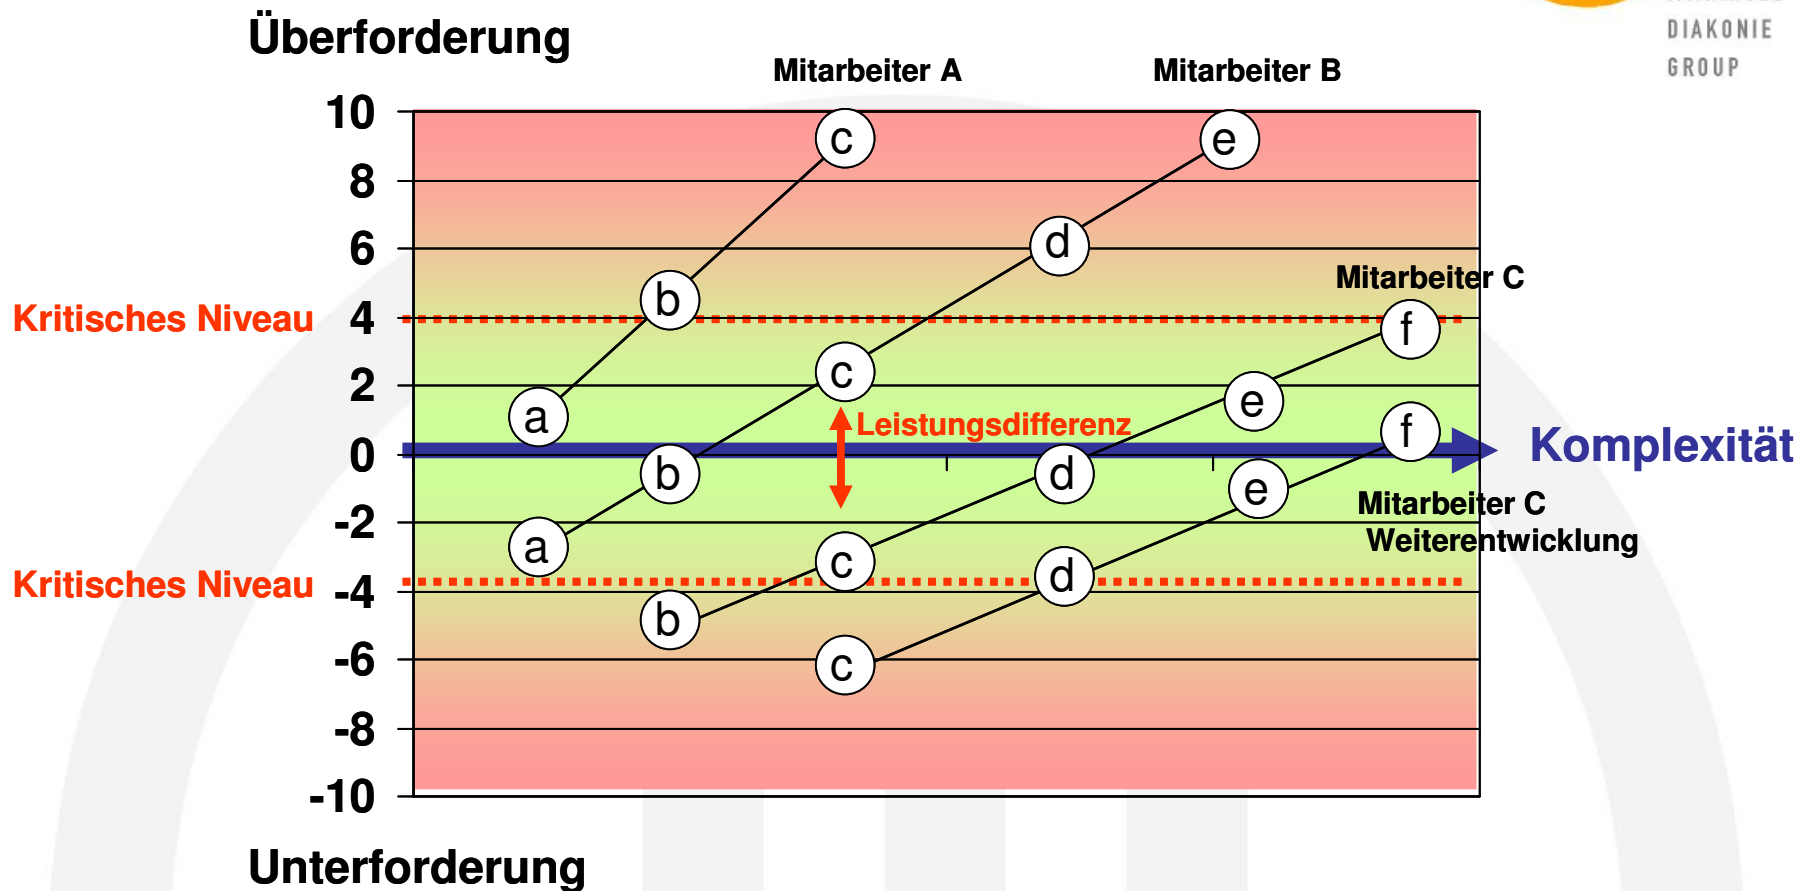 DIAKONIE
GROUP
Überforderung
Mitarbeiter A
Mitarbeiter B
10
c
e
8
6
d
Mitarbeiter C
b
Kritisches Niveau
4
f
c
2
e
a
Leistungsdifferenz
f
0
Komplexität
b
d
e
Mitarbeiter C
-2
Weiterentwicklung
a
c
d
Kritisches Niveau
-4
b
-6
c
-8
-10
Unterforderung